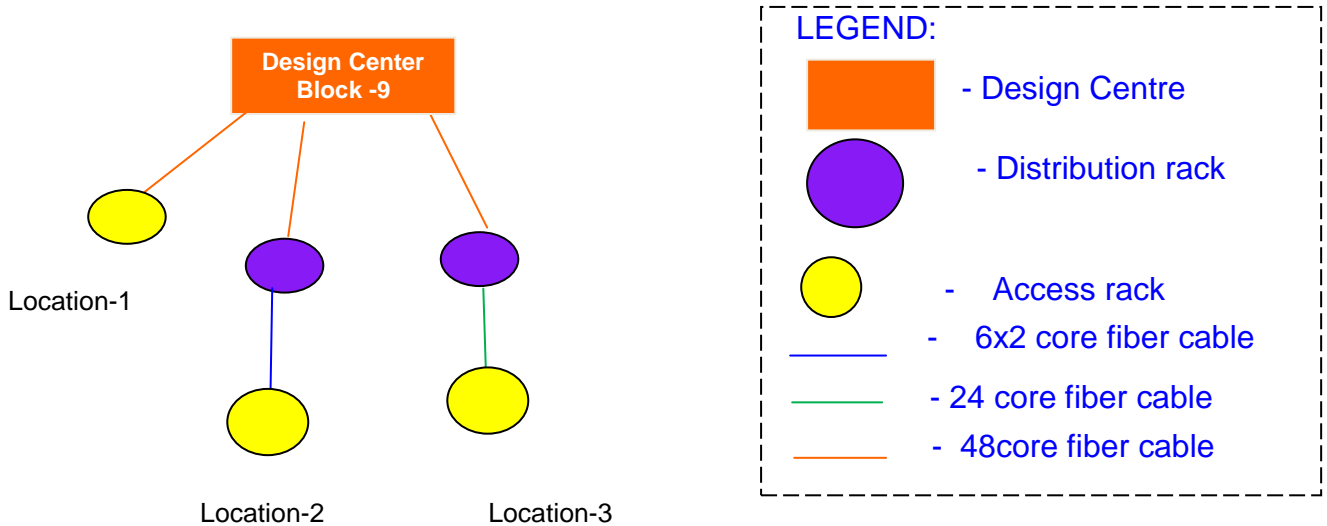 Design Center
Block -9
Location-1
Location-2
Location-3
LEGEND:
- Design Centre
- Distribution rack
- Access rack
- 6x2 core fiber cable
- 24 core fiber cable
- 48core fiber cable